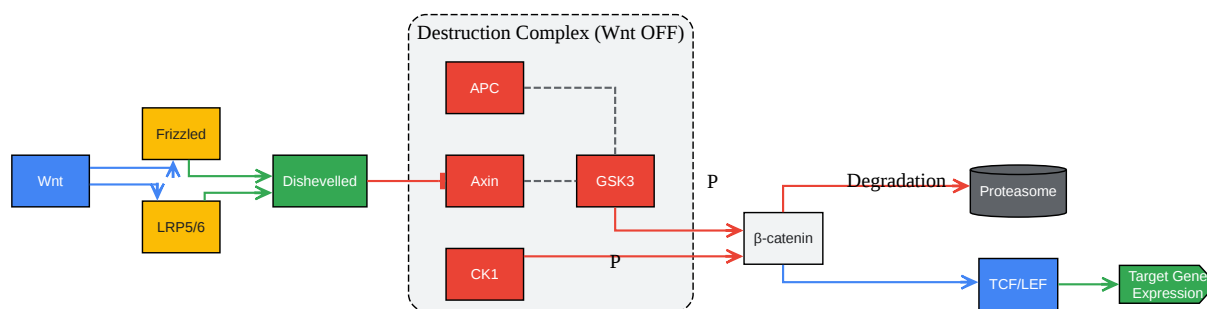 Destruction Complex (Wnt OFF)
APC
Frizzled
Wnt
Dishevelled
Axin
GSK3
P
Degradation
Proteasome
LRP5/6
β-catenin
CK1
P
TCF/LEF
Target Gene
Expression